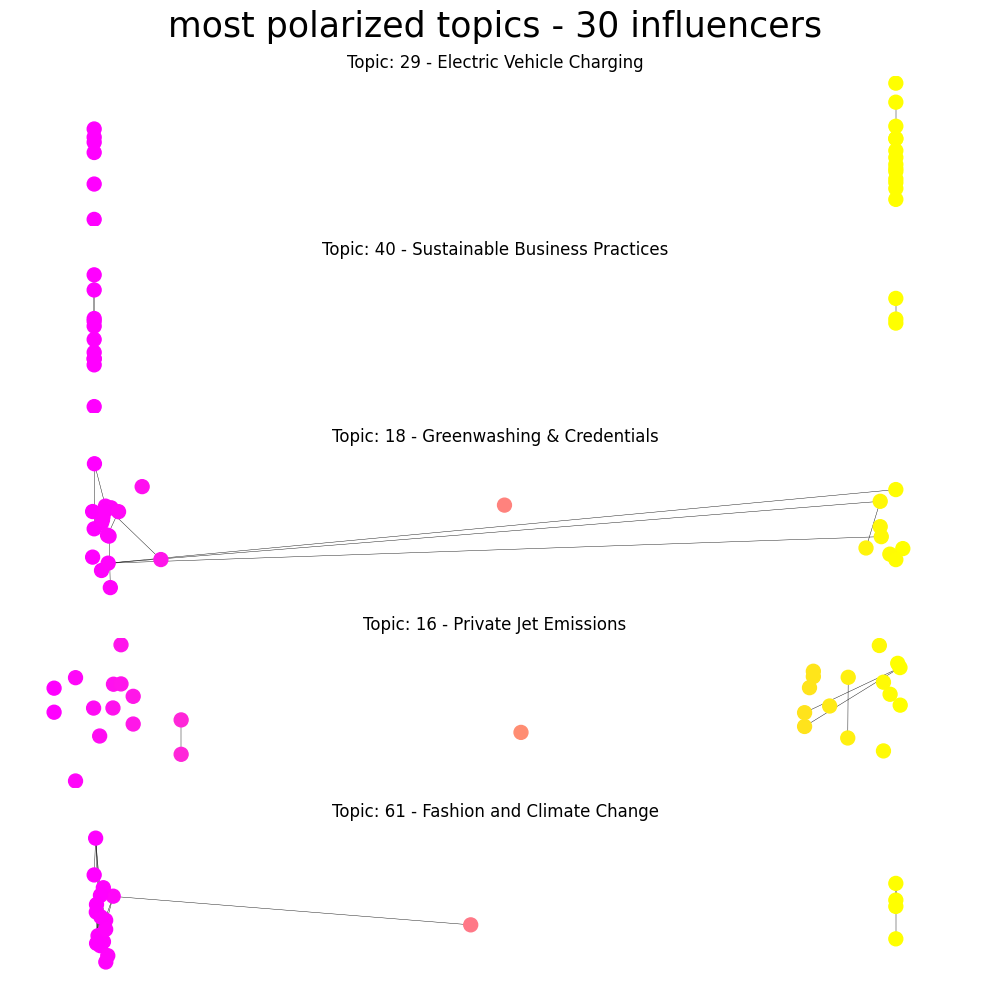 most polarized topics - 30 influencers
Topic: 29 - Electric Vehicle Charging
Topic: 40 - Sustainable Business Practices
Topic: 18 - Greenwashing & Credentials
Topic: 16 - Private Jet Emissions
Topic: 61 - Fashion and Climate Change